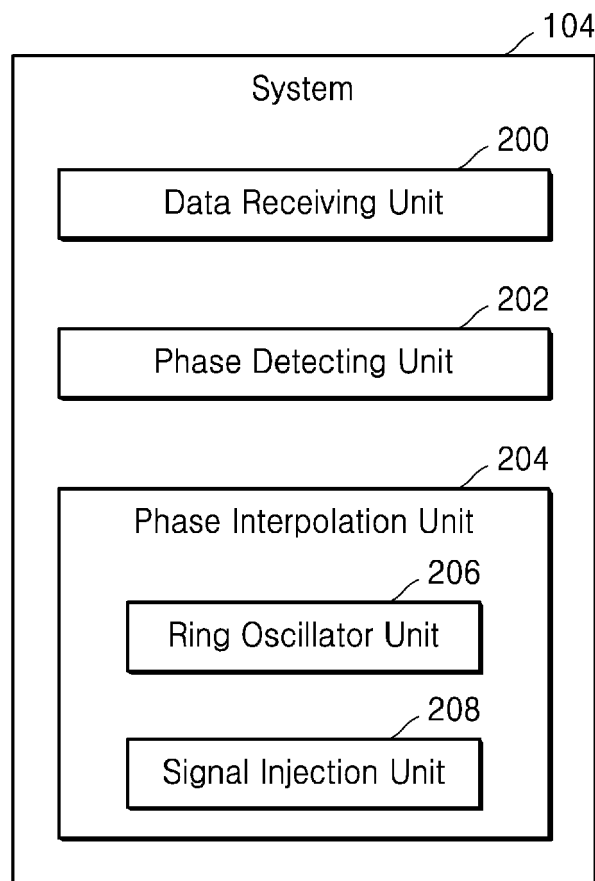 104
System
200
Data Receiving Unit
202
Phase Detecting Unit
204
Phase Interpolation Unit
206
Ring Oscillator Unit
208
Signal Injection Unit